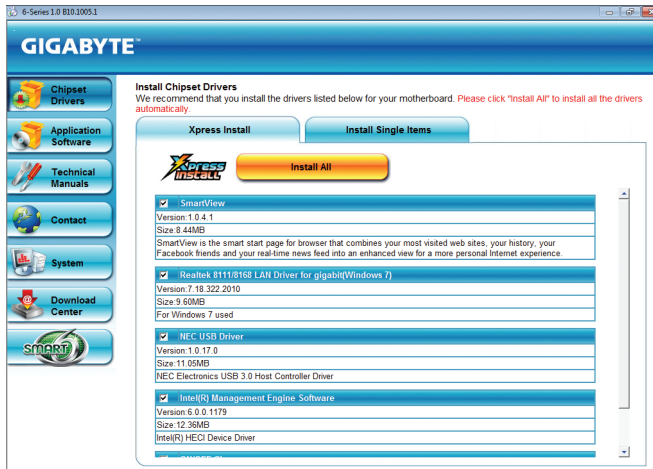 6-Series 1.0 B10.1005.1
GIGABYTE™
Chipset
Drivers
Application
Software
Technical
Manuals
Contact
System
Download
Center
SMART6
Install Chipset Drivers
We recommend that you install the drivers listed below for your motherboard. Please click "Install All" to install all the drivers
automatically.
Xpress Install
Install Single Items
Xpress
Install
Install All
SmartView
Version:1.0.4.1
Size:8.44MB
SmartView is the smart start page for browser that combines your most visited web sites, your history, your
Facebook friends and your real-time news feed into an enhanced view for a more personal Internet experience.
Realtek 8111/8168 LAN Driver for gigabit(Windows 7)
Version:7.18.322.2010
Size:9.60MB
For Windows 7 used
NEC USB Driver
Version:1.0.17.0
Size:11.05MB
NEC Electronics USB 3.0 Host Controller Driver
Intel(R) Management Engine Software
Version:6.0.0.1179
Size:12.36MB
Intel(R) HECI Device Driver